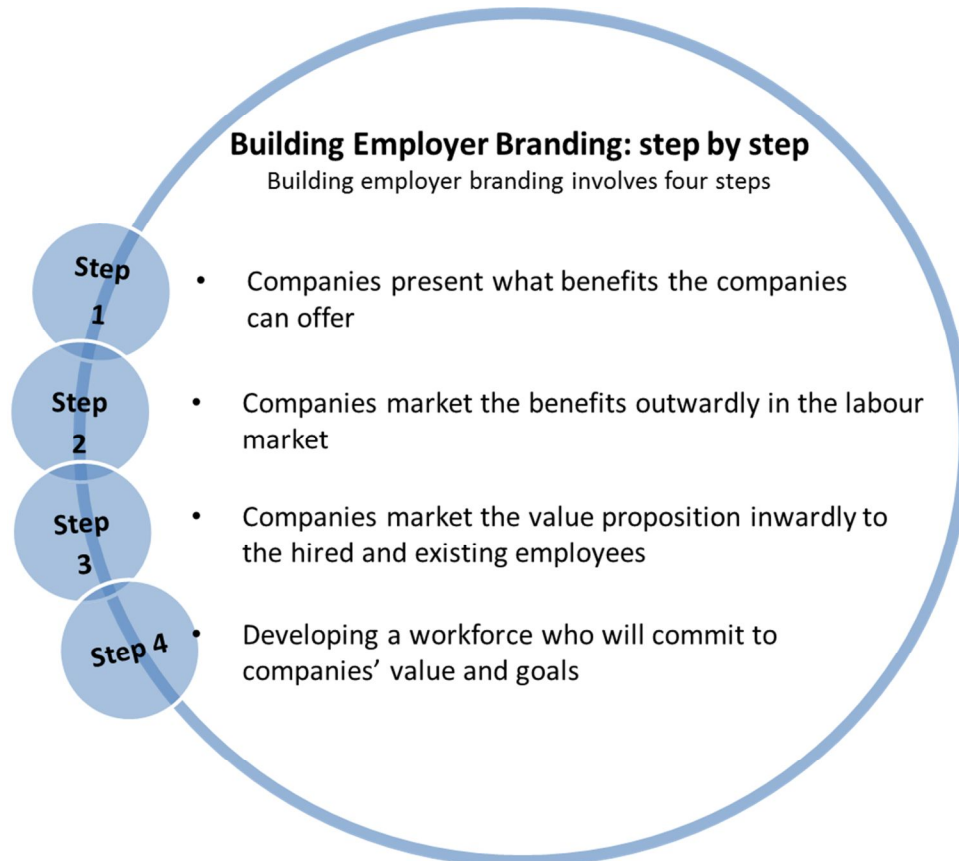 Building Employer Branding: step by step
Building employer branding involves four steps
Step
1
• Companies present what benefits the companies
can offer
Step
2
• Companies market the benefits outwardly in the labour
market
Step
3
• Companies market the value proposition inwardly to
the hired and existing employees
Step 4
• Developing a workforce who will commit to
companies’ value and goals